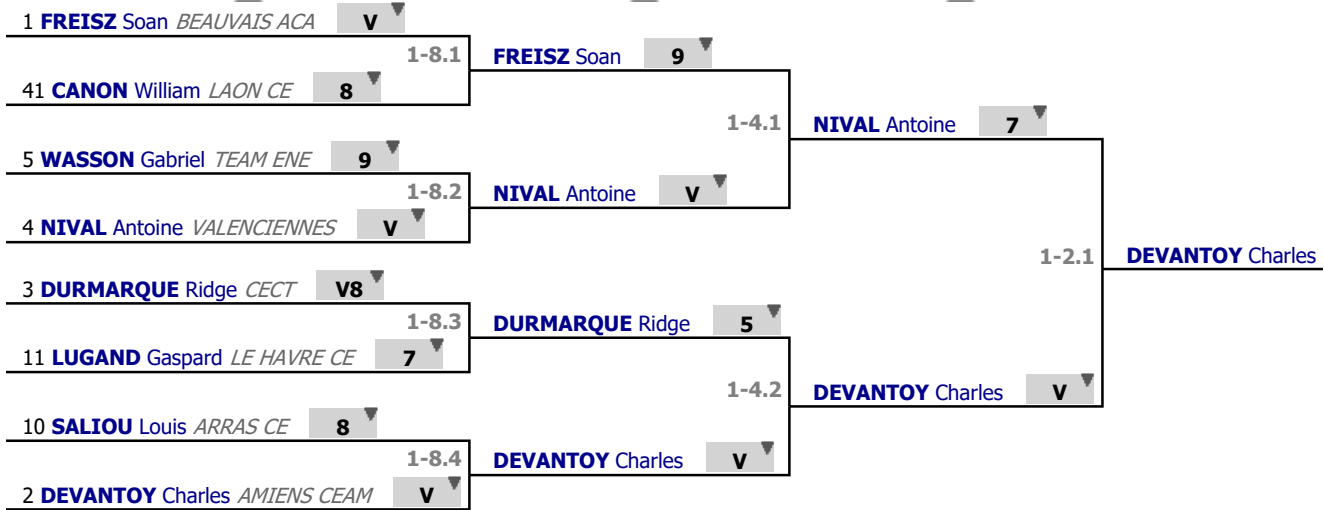 1 FREISZ Soan BEAUVAIS ACA V
1-8.1
FREISZ Soan 9
41 CANON William LAON CE 8
1-4.1
NIVAL Antoine 7
5 WASSON Gabriel TEAM ENE 9
1-8.2
NIVAL Antoine V
4 NIVAL Antoine VALENCIENNES V
1-2.1
DEVANTOY Charles
3 DURMARQUE Ridge CECT V8
1-8.3
DURMARQUE Ridge 5
11 LUGAND Gaspard LE HAVRE CE 7
1-4.2
DEVANTOY Charles V
10 SALIOU Louis ARRAS CE 8
1-8.4
DEVANTOY Charles V
2 DEVANTOY Charles AMIENS CEAM V